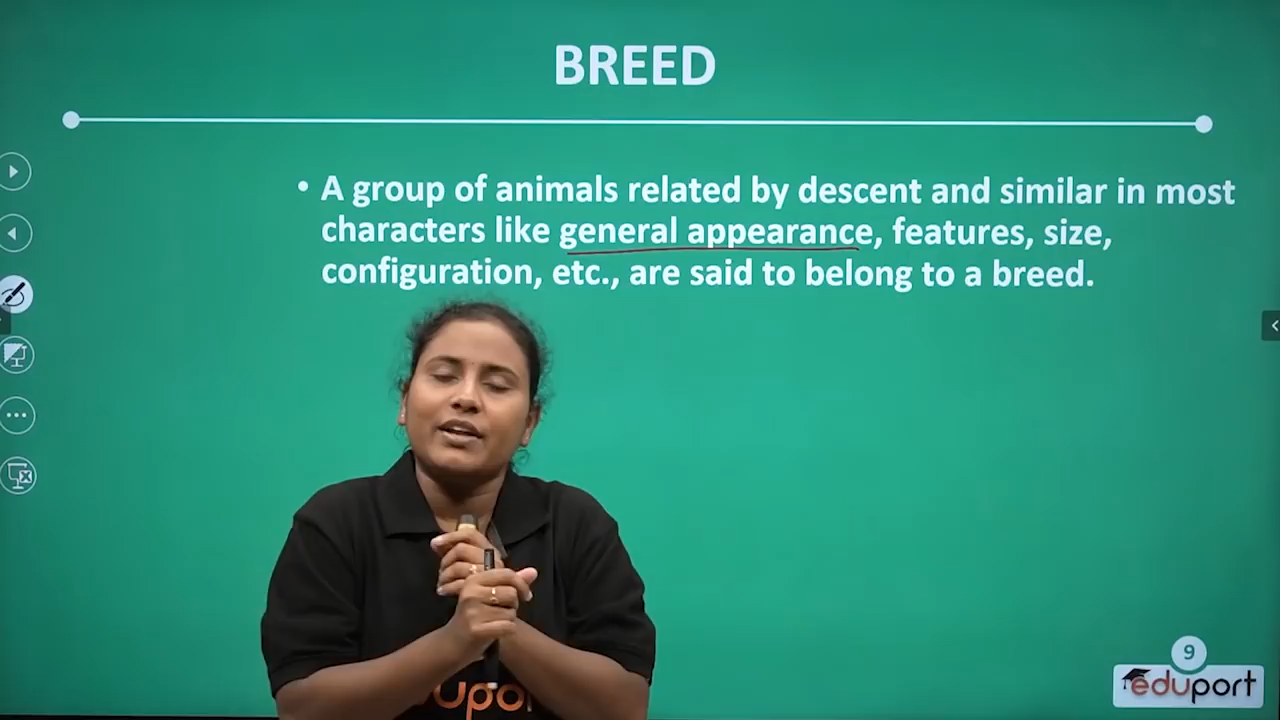 BREED
• A group of animals related by descent and similar in most
characters like general appearance, features, size,
configuration, etc., are said to belong to a breed.
9
eduport
upor